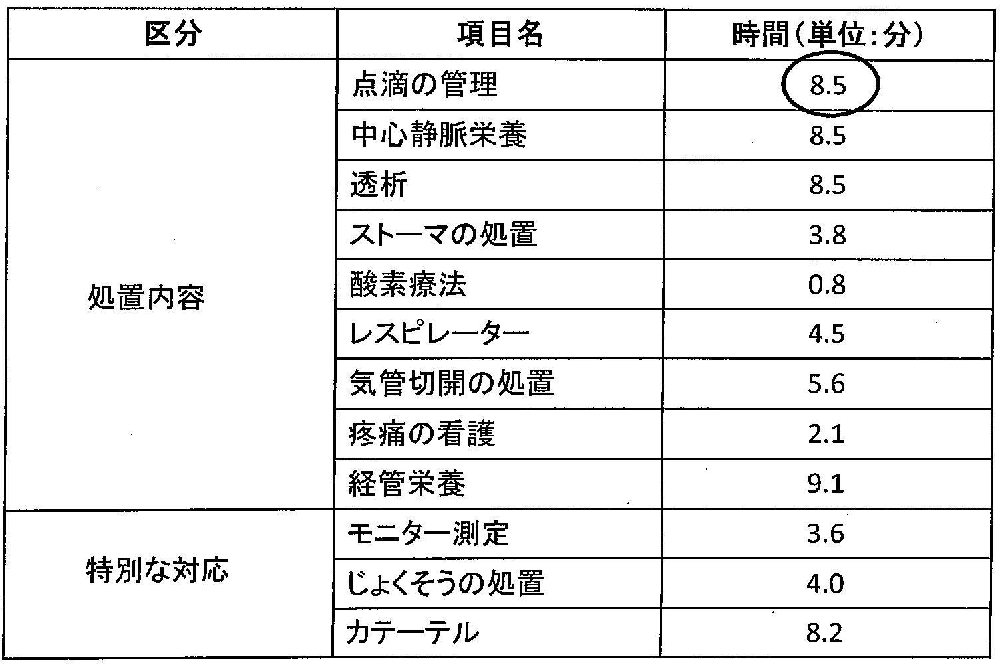 区分 項目名 時間(単位:分)
処置内容 点滴の管理 8.5
中心静脈栄養 8.5
透析 8.5
ストーマの処置 3.8
酸素療法 0.8
レスピレーター 4.5
気管切開の処置 5.6
疼痛の看護 2.1
経管栄養 9.1
特別な対応 モニター測定 3.6
じょくそうの処置 4.0
カテーテル 8.2